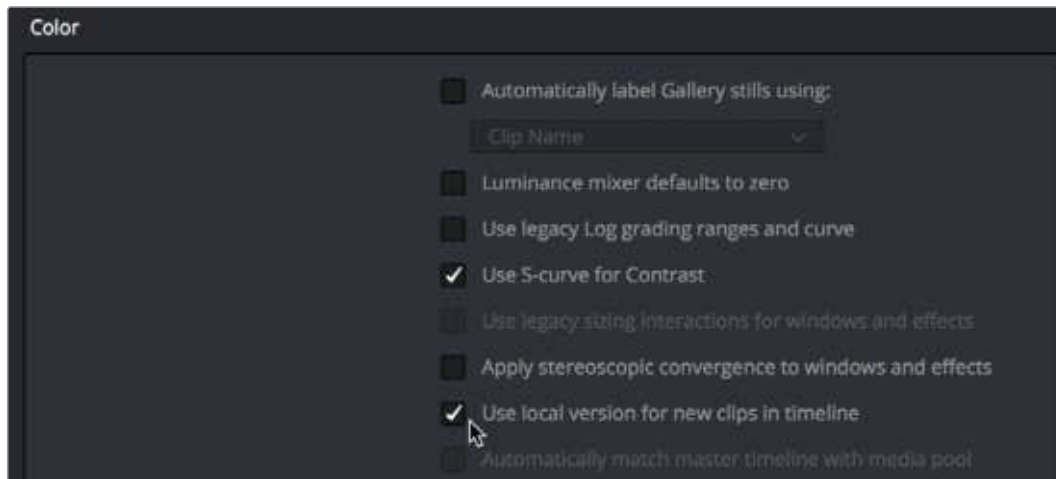 Color
Automatically label Gallery stills using:
Clip Name
Luminance mixer defaults to zero
Use legacy Log grading ranges and curve
Use S-curve for Contrast
Use legacy sizing interactions for windows and effects
Apply stereoscopic convergence to windows and effects
Use local version for new clips in timeline
Automatically match master timeline with media pool